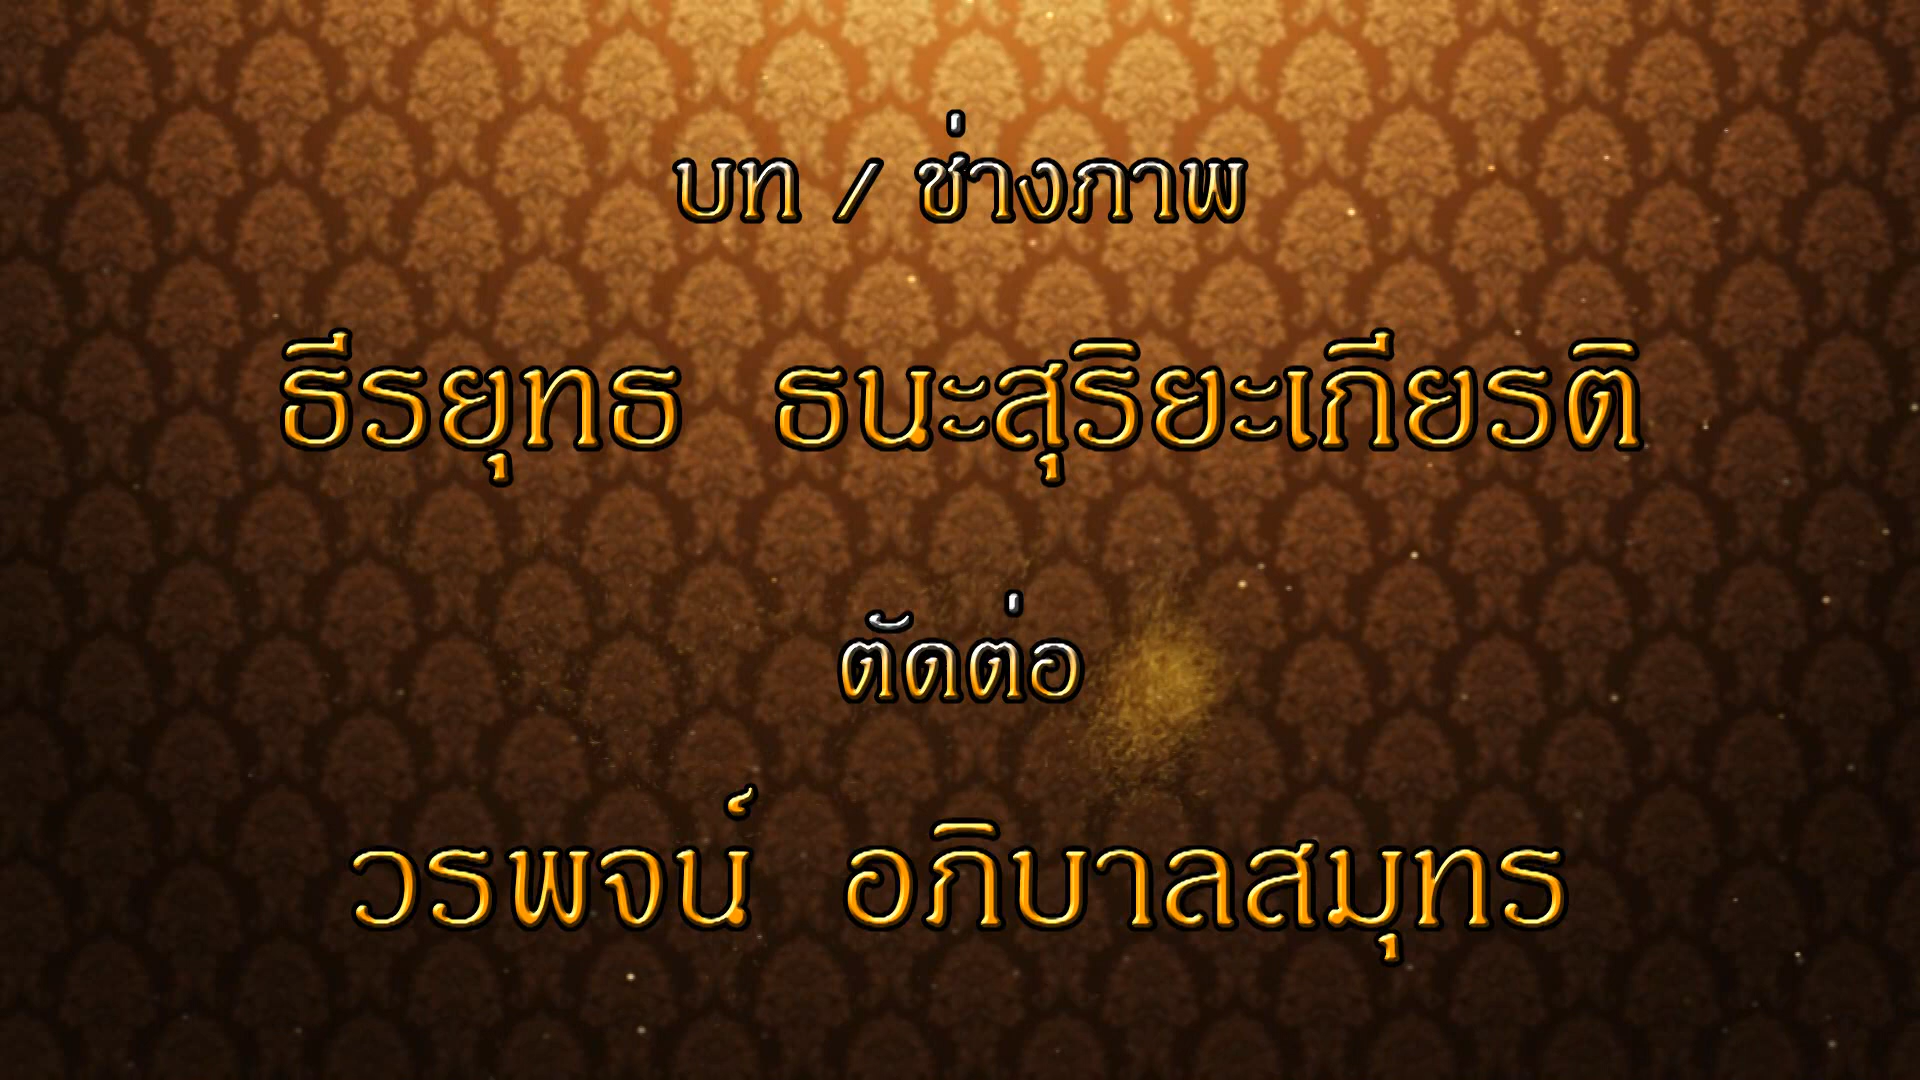 บท / ช่างภาพ
ธีรยุทธ ธนะสุริยะเกียรติ
ตัดต่อ
วรพจน์ อภิบาลสมุทร